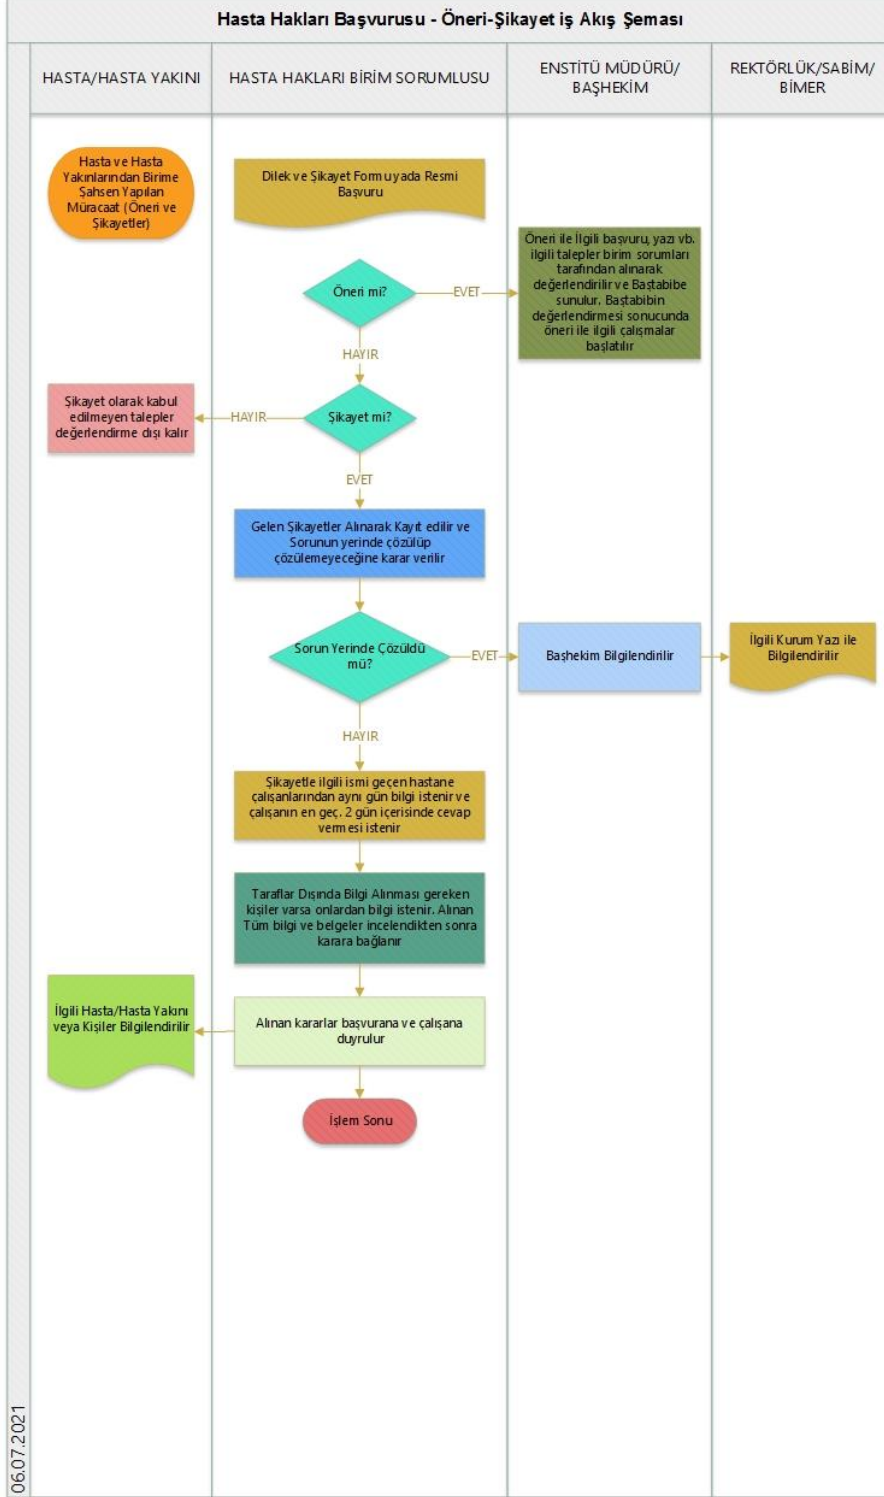 Hasta Hakları Başvurusu - Öneri-Şikayet iş Akış Şeması
HASTA/HASTA YAKINI
HASTA HAKLARI BİRİM SORUMLUSU
ENSTİTÜ MÜDÜRÜ/
BAŞHEKİM
REKTÖRLÜK/SABİM/
BİMER
Hasta ve Hasta
Yakınlarından Birime
Şahsen Yapılan
Müracaat (Öneri ve
Şikayetler)
Dilek ve Şikayet Formu yada Resmi
Başvuru
Öneri mi?
EVET
Öneri ile İlgili başvuru, yazı vb.
ilgili talepler birim sorumları
tarafından alınarak
değerlendirilir ve Baştabibe
sunulur. Baştabibin
değerlendirmesi sonucunda
öneri ile ilgili çalışmalar
başlatılır
HAYIR
Şikayet mi?
HAYIR
Şikayet olarak kabul
edilmeyen talepler
değerlendirme dışı kalır
EVET
Gelen Şikayetler Alınarak Kayıt edilir ve
Sorunun yerinde çözülüp
çözülemeyeceğine karar verilir
Sorun Yerinde Çözüldü
mü?
EVET
Başhekim Bilgilendirilir
İlgili Kurum Yazı ile
Bilgilendirilir
HAYIR
Şikayetle ilgili ismi geçen hastane
çalışanlarından aynı gün bilgi istenir ve
çalışanın en geç. 2 gün içerisinde cevap
vermesi istenir
Taraflar Dışında Bilgi Alınması gereken
kişiler varsa onlardan bilgi istenir. Alınan
Tüm bilgi ve belgeler incelendikten sonra
karara bağlanır
Alınan kararlar başvurana ve çalışana
duyrulur
İlgili Hasta/Hasta Yakını
veya Kişiler Bilgilendirilir
İşlem Sonu
06.07.2021